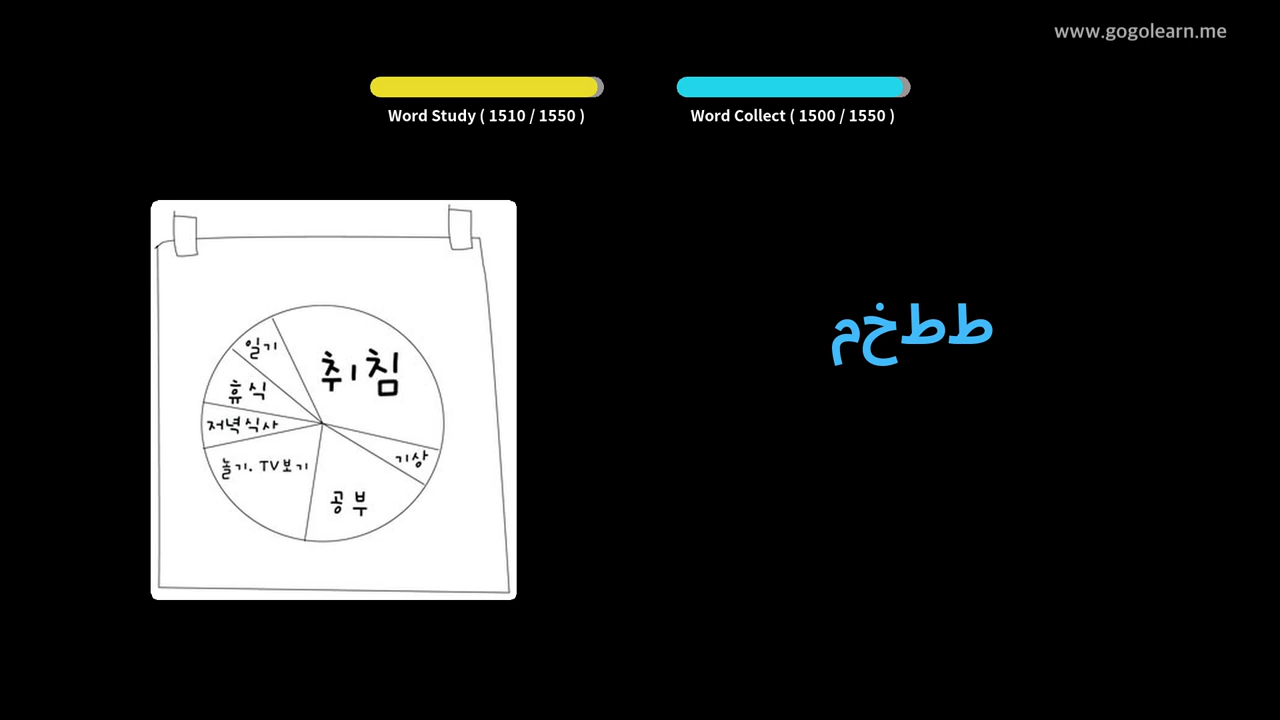 www.gogolearn.me
Word Study ( 1510 / 1550 )
Word Collect ( 1500 / 1550 )
일기
취침
휴식
저녁식사
놀기. TV보기
기상
공부
ططخم